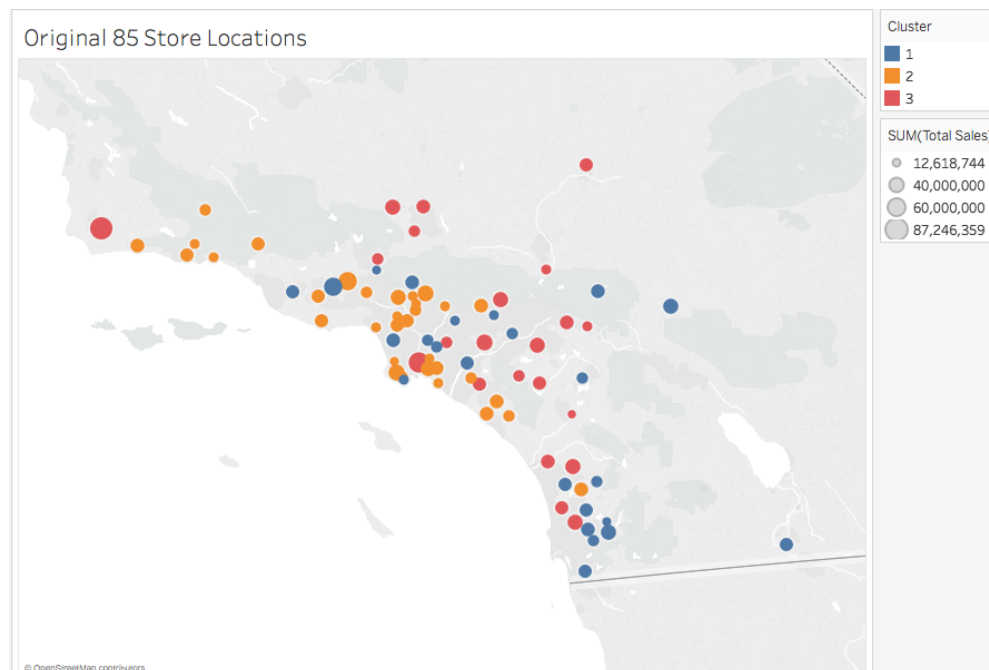 Original 85 Store Locations
Cluster
1
2
3
SUM(Total Sales)
12,618,744
40,000,000
60,000,000
87,246,359
© OpenStreetMap contributors